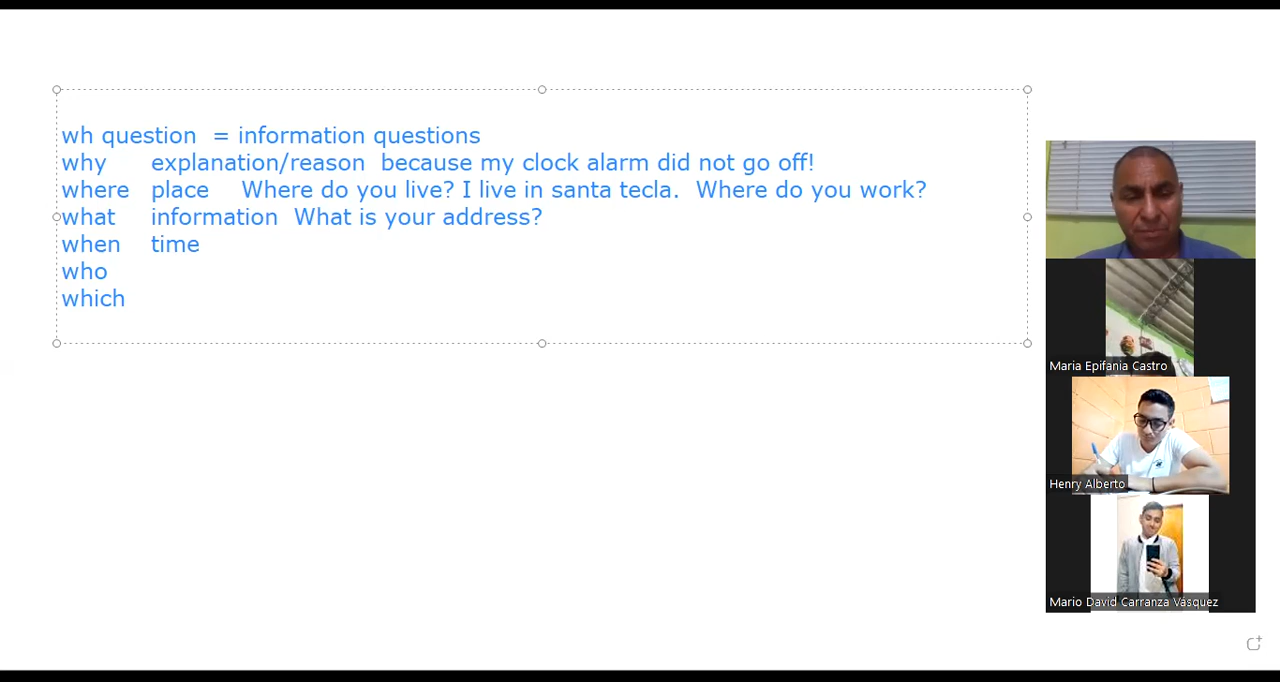 wh question = information questions
why explanation/reason because my clock alarm did not go off!
where place Where do you live? I live in santa tecla. Where do you work?
what information What is your address?
when time
who
which
Maria Epifania Castro
Henry Alberto
Mario David Carranza Vásquez